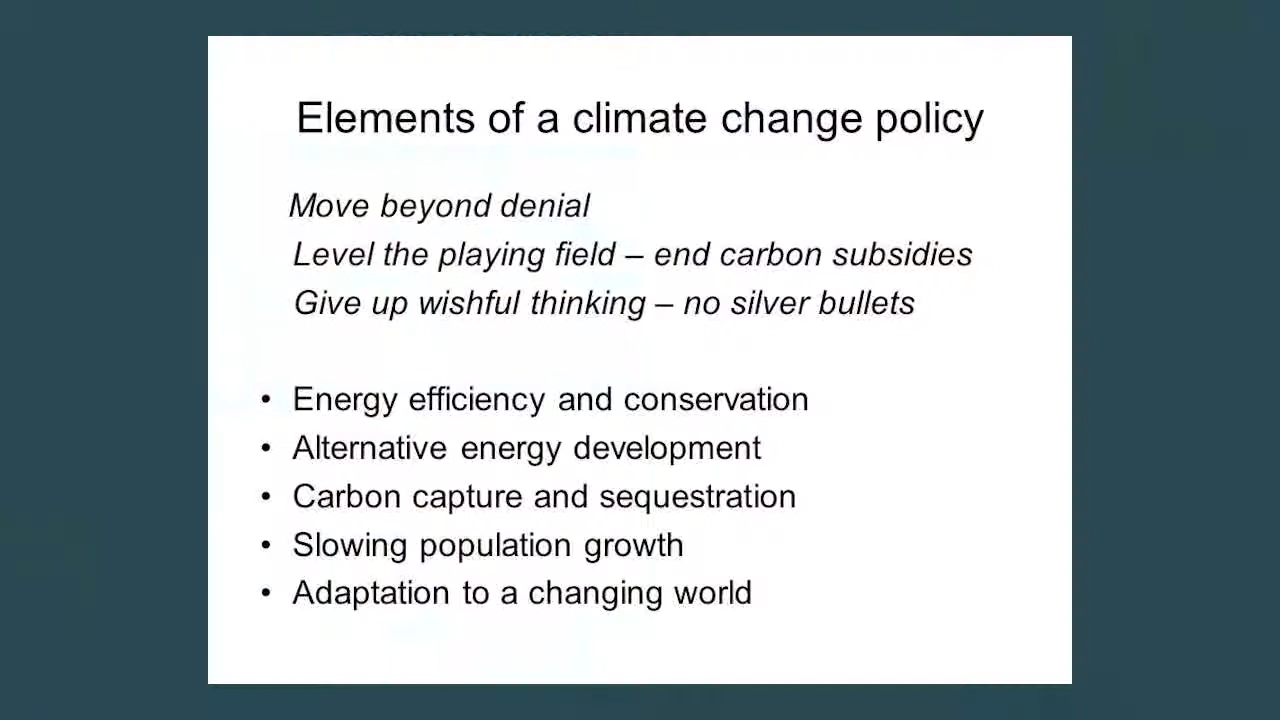 Elements of a climate change policy
Move beyond denial
Level the playing field – end carbon subsidies
Give up wishful thinking – no silver bullets
• Energy efficiency and conservation
• Alternative energy development
• Carbon capture and sequestration
• Slowing population growth
• Adaptation to a changing world